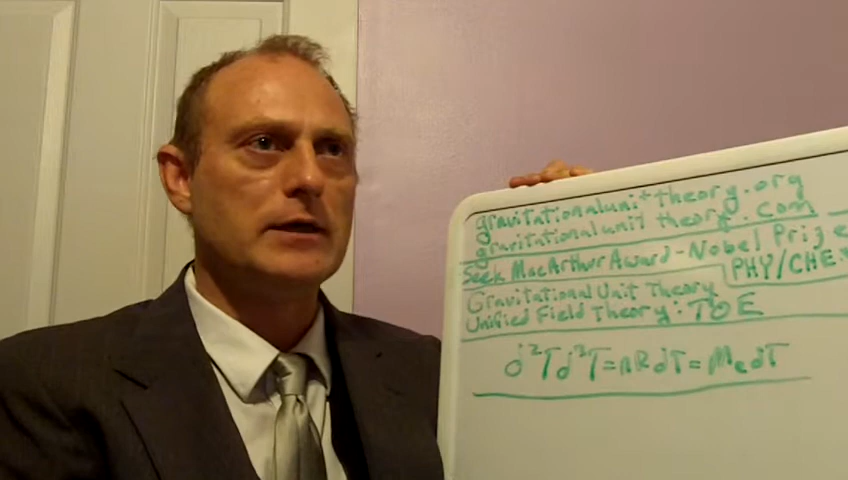 gravitationalunittheory.org
gravitationalunittheory.com
Seek MacArthur Award-Nobel Prize
PHY/CHE
Gravitational Unit Theory
Unified Field Theory: TOE
d²Td²T=nRdT=MedT